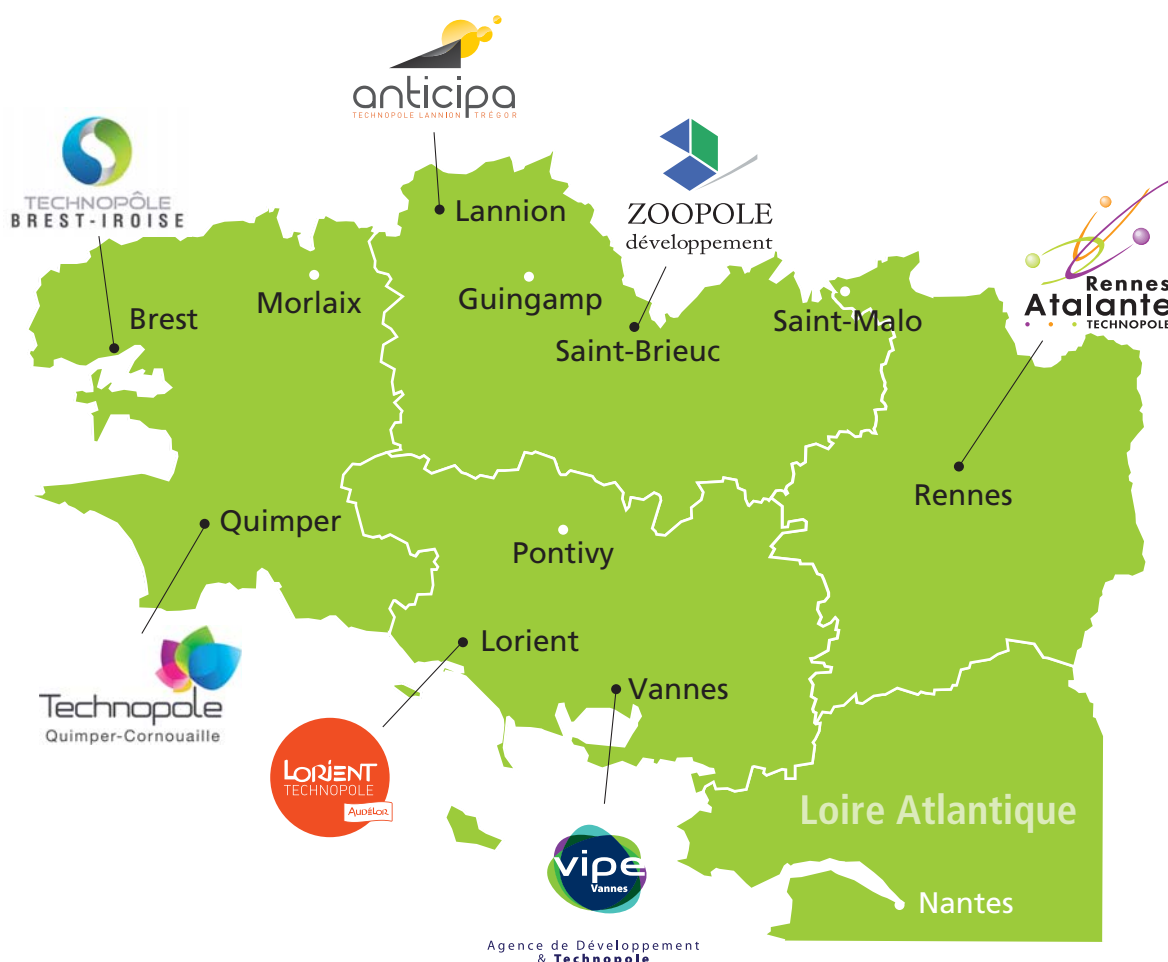 anticipa
TECHNOPOLE LANNION TRÉGOR
TECHNOPÔLE
BREST-IROISE
ZOOPOLE
développement
Rennes
Atalante
TECHNOPOLE
Lannion
Morlaix
Guingamp
Brest
Saint-Malo
Saint-Brieuc
Rennes
Quimper
Pontivy
Lorient
Vannes
Technopole
Quimper-Cornouaille
LORIENT
TECHNOPOLE
AUDÉLOR
Loire Atlantique
vipe
Vannes
Nantes
Agence de Développement
& Technopole